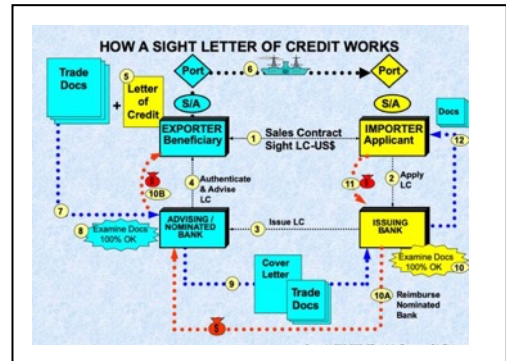 HOW A SIGHT LETTER OF CREDIT WORKS
Trade
Docs
+
5
Letter
of
Credit
Port
6
Port
S/A
S/A
EXPORTER
Beneficiary
1
Sales Contract
Sight LC-US$
IMPORTER
Applicant
Docs
12
10B
4
Authenticate
& Advise
LC
11
2
Apply
LC
7
8
Examine Docs
100% OK
ADVISING /
NOMINATED
BANK
3
Issue LC
ISSUING
BANK
Examine Docs
100% OK
10
9
Cover
Letter
Trade
Docs
10A
Reimburse
Nominated
Bank
$